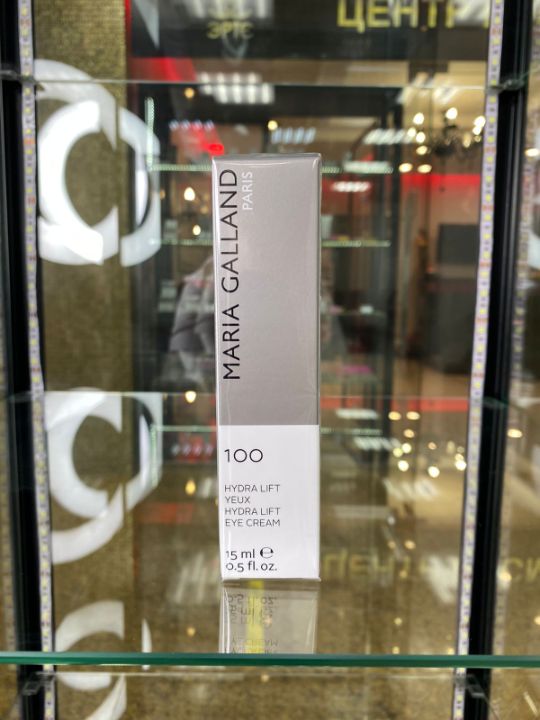 ЦЕНТР
MARIA GALLAND
PARIS
100
HYDRA LIFT
YEUX
HYDRA LIFT
EYE CREAM
15 ml ℮
0.5 fl. oz.